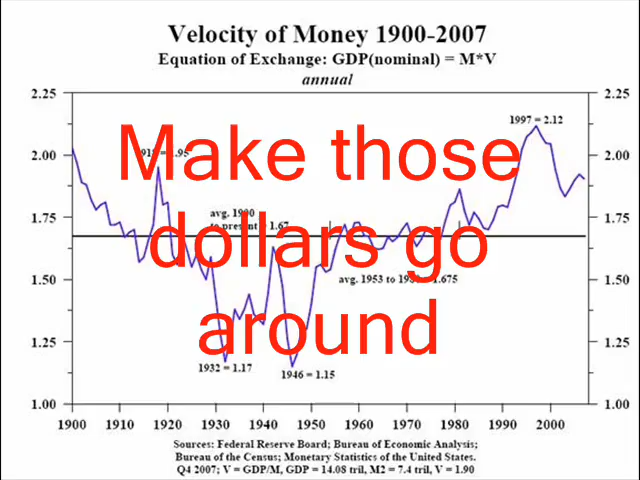 Velocity of Money 1900-2007
Equation of Exchange: GDP(nominal) = M*V
annual
2.25
2.25
1997 = 2.12
Make those
2.00
2.00
avg. 1900
to present = 1.67
1.75
1.75
dollars go
avg. 1953 to
1.675
1.50
1.50
around
1.25
1.25
1932 = 1.17
1946 = 1.15
1.00
1.00
1900 1910 1920 1930 1940 1950 1960 1970 1980 1990 2000
Sources: Federal Reserve Board; Bureau of Economic Analysis;
Bureau of the Census; Monetary Statistics of the United States.
Q4 2007; V = GDP/M, GDP = 14.08 tril, M2 = 7.4 tril, V = 1.90